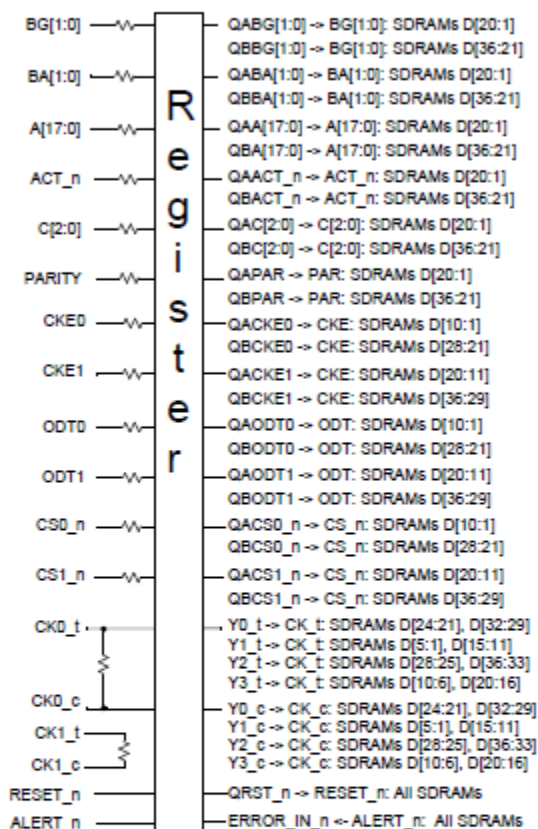 BG[1:0]
QABG[1:0] -> BG[1:0]: SDRAMs D[20:1]
QBBG[1:0] -> BG[1:0]: SDRAMs D[36:21]
BA[1:0]
QABA[1:0] -> BA[1:0]: SDRAMs D[20:1]
QBBA[1:0] -> BA[1:0]: SDRAMs D[36:21]
Register
A[17:0]
QAA[17:0] -> A[17:0]: SDRAMs D[20:1]
QBA[17:0] -> A[17:0]: SDRAMs D[36:21]
ACT_n
QAACT_n -> ACT_n: SDRAMs D[20:1]
QBACT_n -> ACT_n: SDRAMs D[36:21]
C[2:0]
QAC[2:0] -> C[2:0]: SDRAMs D[20:1]
QBC[2:0] -> C[2:0]: SDRAMs D[36:21]
PARITY
QAPAR -> PAR: SDRAMs D[20:1]
QBPAR -> PAR: SDRAMs D[36:21]
CKE0
QACKE0 -> CKE: SDRAMs D[10:1]
QBCKE0 -> CKE: SDRAMs D[28:21]
CKE1
QACKE1 -> CKE: SDRAMs D[20:11]
QBCKE1 -> CKE: SDRAMs D[36:29]
ODT0
QAODT0 -> ODT: SDRAMs D[10:1]
QBODT0 -> ODT: SDRAMs D[28:21]
ODT1
QAODT1 -> ODT: SDRAMs D[20:11]
QBODT1 -> ODT: SDRAMs D[36:29]
CS0_n
QACS0_n -> CS_n: SDRAMs D[10:1]
QBCS0_n -> CS_n: SDRAMs D[28:21]
CS1_n
QACS1_n -> CS_n: SDRAMs D[20:11]
QBCS1_n -> CS_n: SDRAMs D[36:29]
CK0_t
Y0_t -> CK_t: SDRAMs D[24:21], D[32:29]
Y1_t -> CK_t: SDRAMs D[5:1], D[15:11]
Y2_t -> CK_t: SDRAMs D[28:25], D[36:33]
Y3_t -> CK_t: SDRAMs D[10:6], D[20:16]
CK0_c
Y0_c -> CK_c: SDRAMs D[24:21], D[32:29]
Y1_c -> CK_c: SDRAMs D[5:1], D[15:11]
Y2_c -> CK_c: SDRAMs D[28:25], D[36:33]
Y3_c -> CK_c: SDRAMs D[10:6], D[20:16]
CK1_t
CK1_c
RESET_n
QRST_n -> RESET_n: All SDRAMs
ALERT_n
ERROR_IN_n <- ALERT_n: All SDRAMs